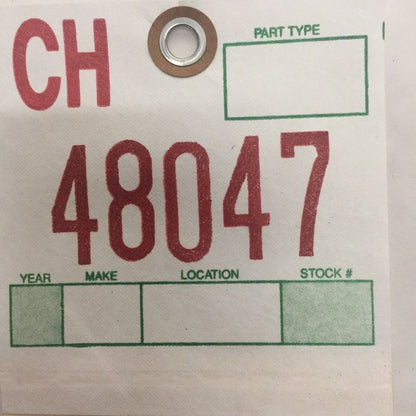 CH
PART TYPE
48047
YEAR MAKE LOCATION STOCK #